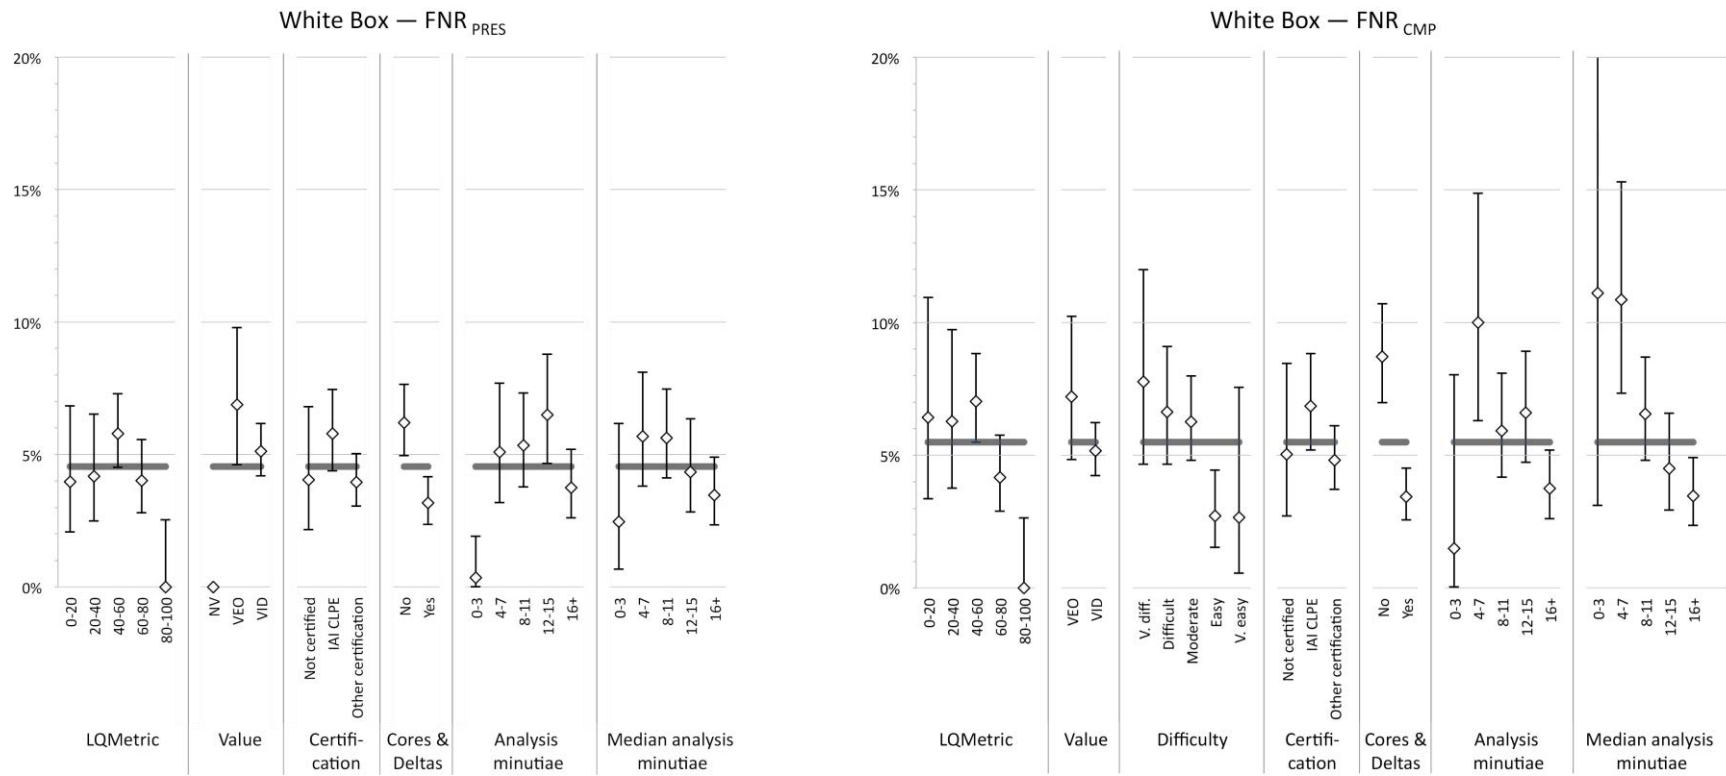 White Box — FNR PRES
20%
15%
10%
5%
0%
0-20
20-40
40-60
60-80
80-100
NV
VEO
VID
Not certified
IAI CLPE
Other certification
No
Yes
0-3
4-7
8-11
12-15
16+
0-3
4-7
8-11
12-15
16+
LQMetric
Value
Certifi-
cation
Cores &
Deltas
Analysis
minutiae
Median analysis
minutiae
White Box — FNR CMP
20%
15%
10%
5%
0%
0-20
20-40
40-60
60-80
80-100
VEO
VID
V. diff.
Difficult
Moderate
Easy
V. easy
Not certified
IAI CLPE
Other certification
No
Yes
0-3
4-7
8-11
12-15
16+
0-3
4-7
8-11
12-15
16+
LQMetric
Value
Difficulty
Certifi-
cation
Cores &
Deltas
Analysis
minutiae
Median analysis
minutiae